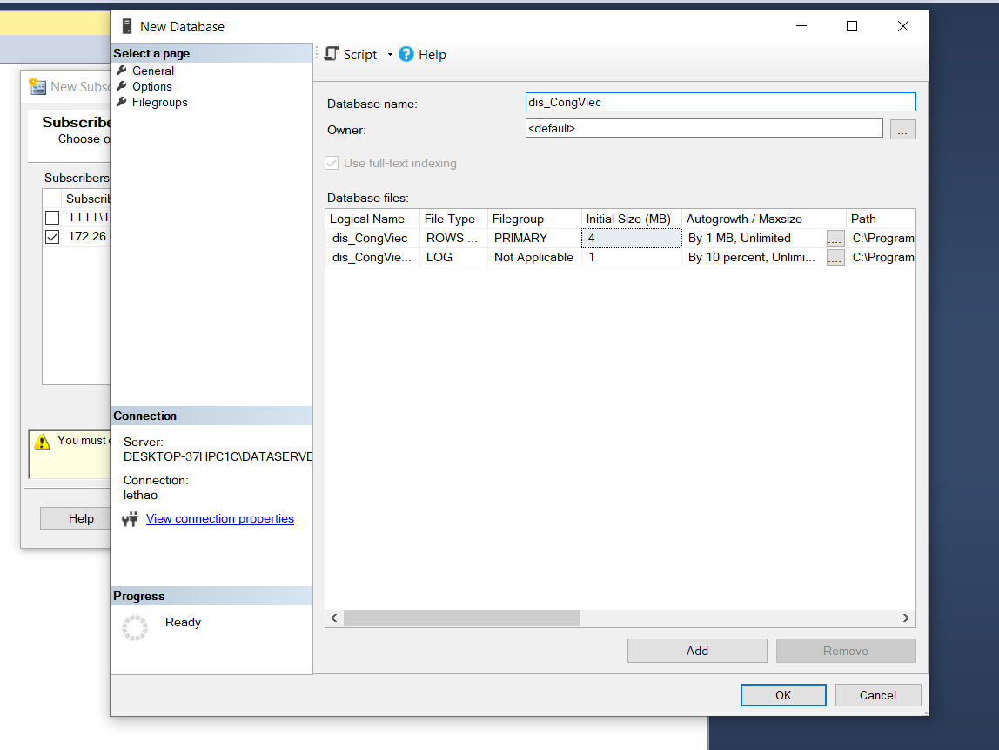 New Database
Select a page
General
Options
Filegroups
Script
Help
Database name:
dis_CongViec
Owner:
<default>
...
Use full-text indexing
Database files:
Logical Name File Type Filegroup Initial Size (MB) Autogrowth / Maxsize Path
dis_CongViec ROWS ... PRIMARY 4 By 1 MB, Unlimited .... C:\Program
dis_CongVie... LOG Not Applicable 1 By 10 percent, Unlimi... .... C:\Program
Connection
Server:
DESKTOP-37HPC1C\DATASERVE
Connection:
lethao
View connection properties
Progress
Ready
Add
Remove
OK
Cancel
New Subsc
Subscribe
Choose o
Subscribers
Subscrib
TTTT\T
172.26.
You must
Help